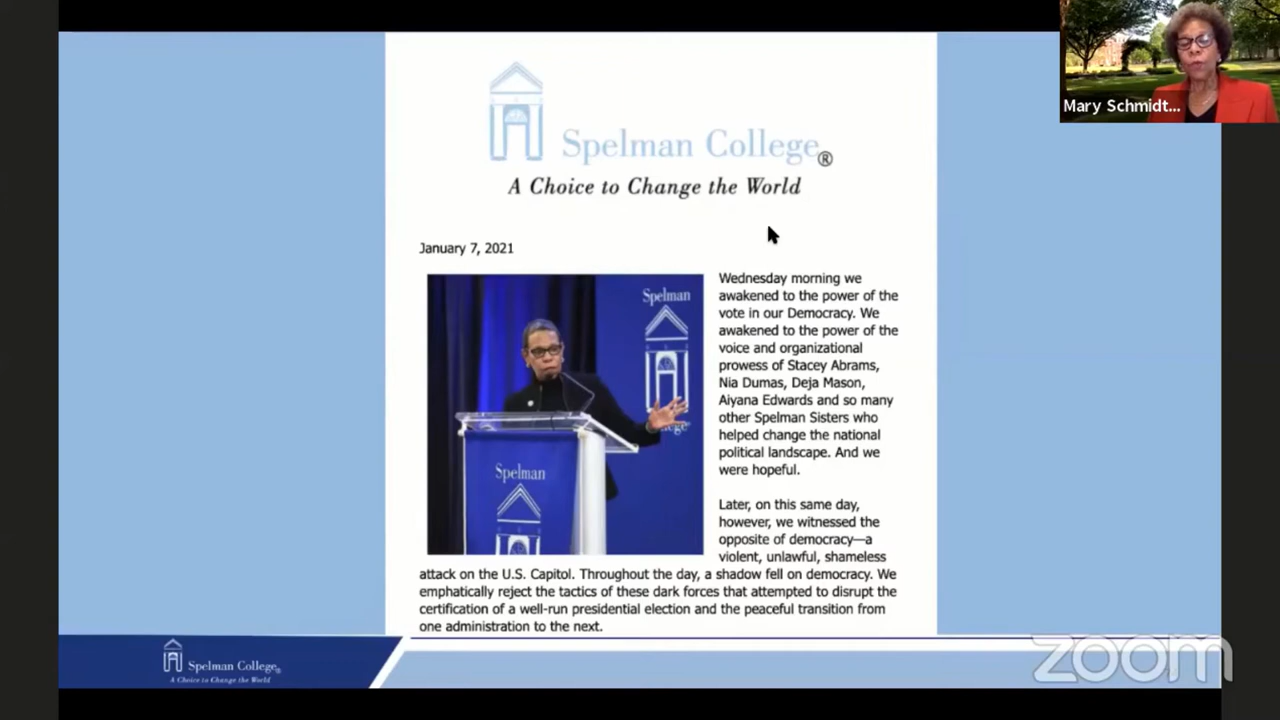 Mary Schmidt...
Spelman College®
A Choice to Change the World
January 7, 2021
Spelman
College
Spelman
Wednesday morning we
awakened to the power of the
vote in our Democracy. We
awakened to the power of the
voice and organizational
prowess of Stacey Abrams,
Nia Dumas, Deja Mason,
Aiyana Edwards and so many
other Spelman Sisters who
helped change the national
political landscape. And we
were hopeful.
Later, on this same day,
however, we witnessed the
opposite of democracy—a
violent, unlawful, shameless
attack on the U.S. Capitol. Throughout the day, a shadow fell on democracy. We
emphatically reject the tactics of these dark forces that attempted to disrupt the
certification of a well-run presidential election and the peaceful transition from
one administration to the next.
Spelman College®
A Choice to Change the World
zoom